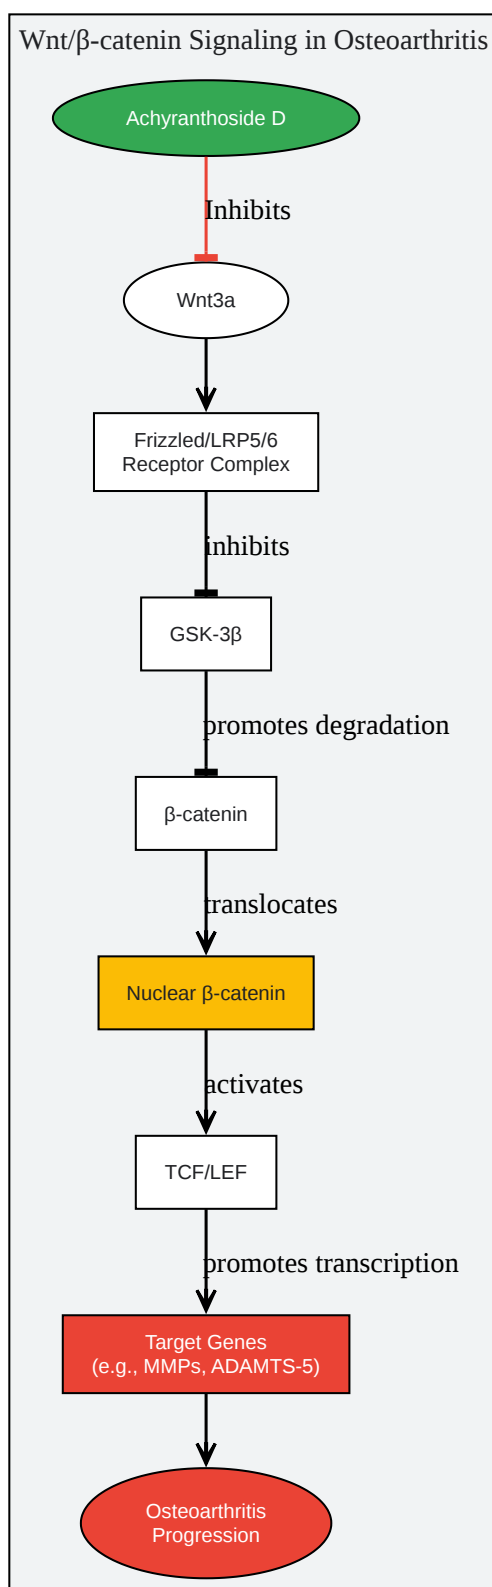 Wnt/β-catenin Signaling in Osteoarthritis
Achyranthoside D
Inhibits
Wnt3a
Frizzled/LRP5/6
Receptor Complex
inhibits
GSK-3β
promotes degradation
β-catenin
translocates
Nuclear β-catenin
activates
TCF/LEF
promotes transcription
Target Genes
(e.g., MMPs, ADAMTS-5)
Osteoarthritis
Progression